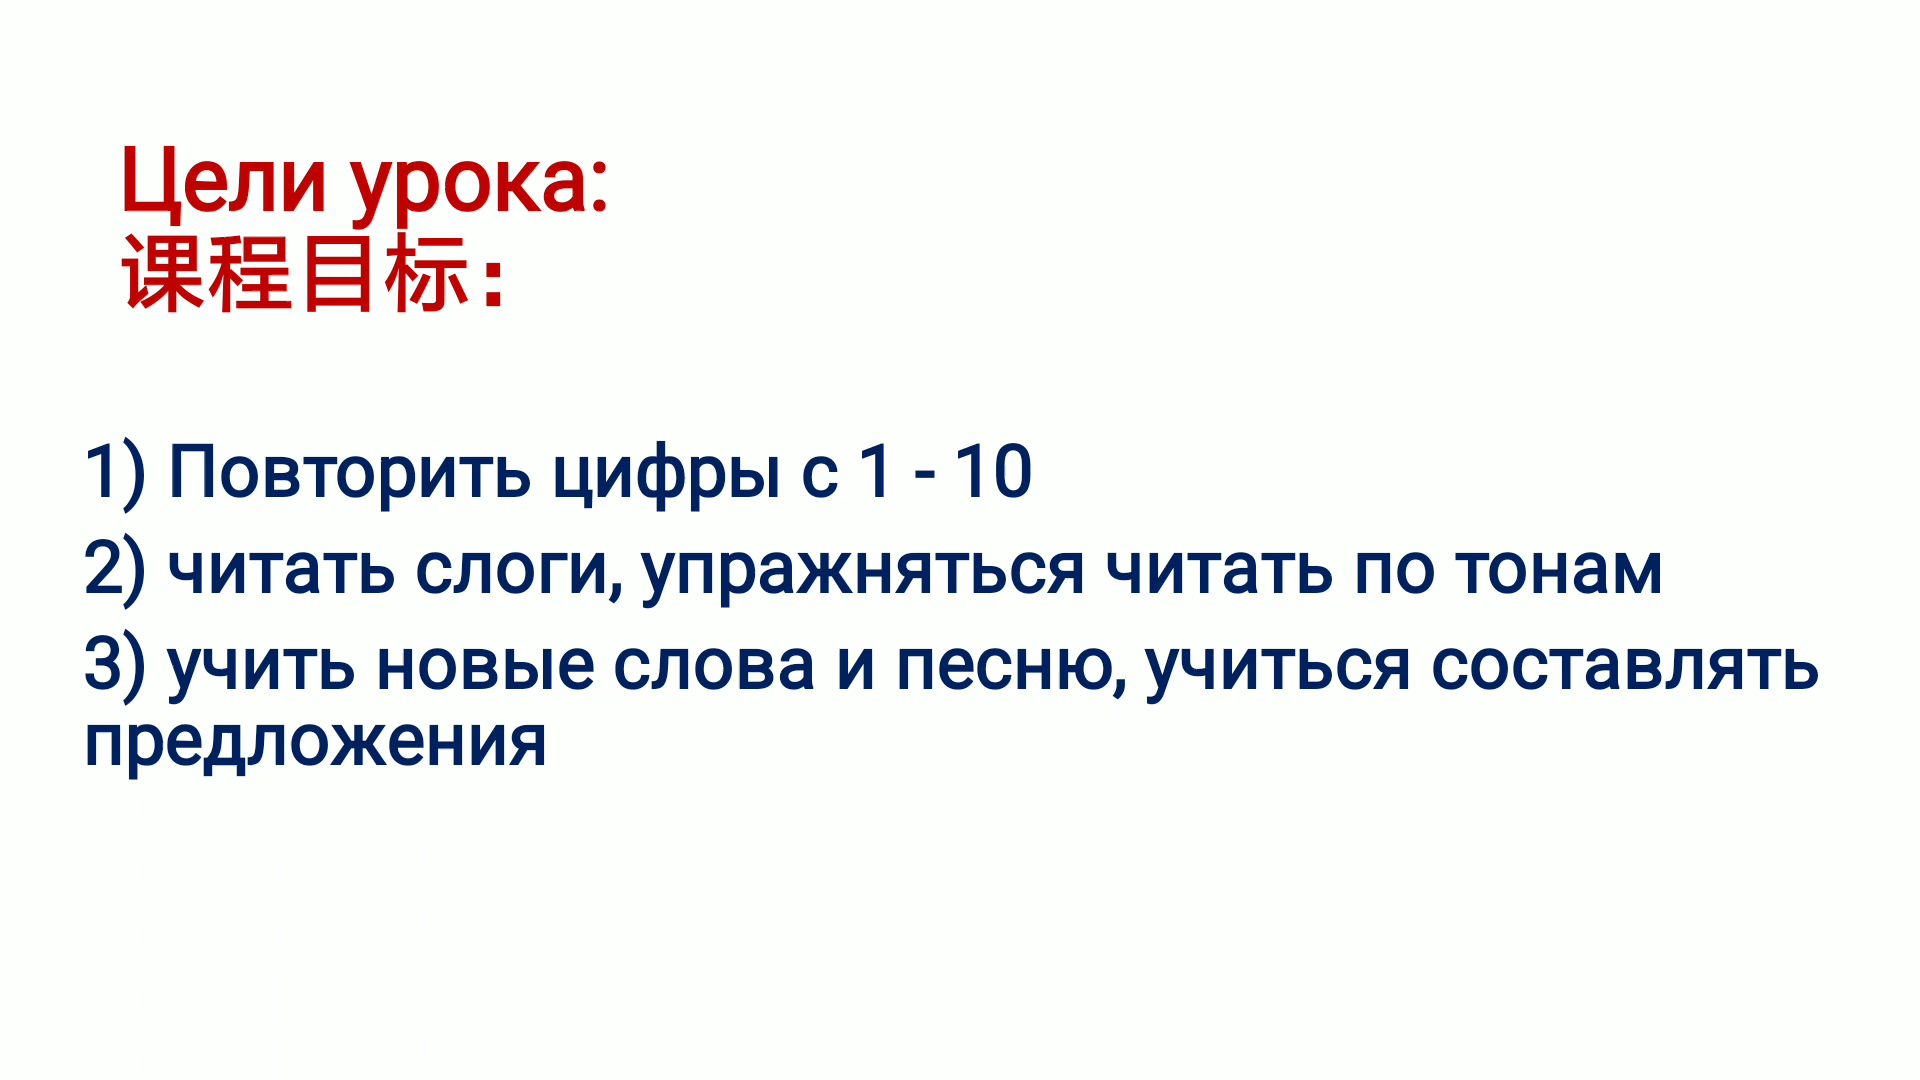 Цели урока:
课程目标：
1) Повторить цифры с 1 - 10
2) читать слоги, упражняться читать по тонам
3) учить новые слова и песню, учиться составлять
предложения